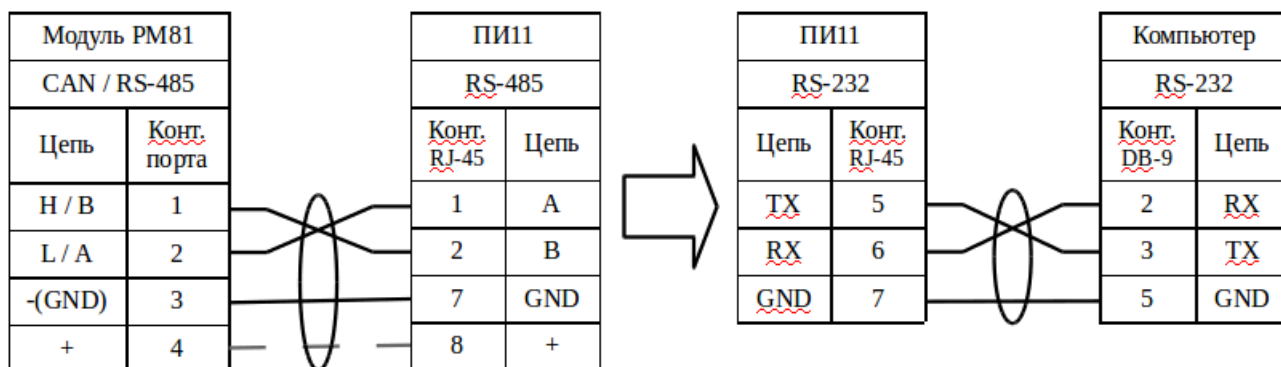 Модуль РМ81
CAN / RS-485
Цепь Конт. порта
H / B 1
L / A 2
-(GND) 3
+ 4
ПИ11
RS-485
Конт. RJ-45 Цепь
1 A
2 B
7 GND
8 +
ПИ11
RS-232
Цепь Конт. RJ-45
TX 5
RX 6
GND 7
Компьютер
RS-232
Конт. DB-9 Цепь
2 RX
3 TX
5 GND